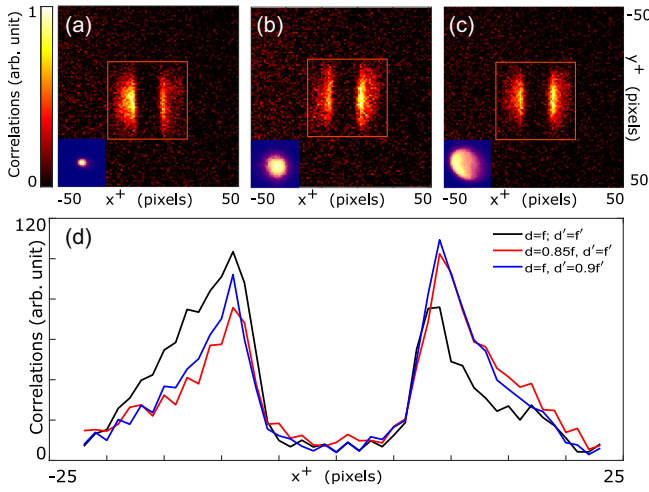 1
Correlations (arb. unit)
0
(a)
(b)
(c)
-50
y+ (pixels)
50
-50 x+ (pixels) 50
-50 x+ (pixels) 50
-50 x+ (pixels) 50
120
Correlations (arb. unit)
0
(d)
d=f; d′=f′
d=0.85f, d′=f′
d=f, d′=0.9f′
-25 x+ (pixels) 25